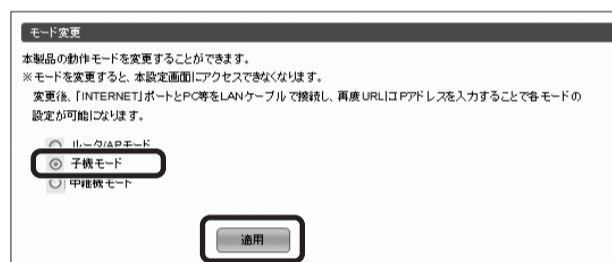 モード変更
本製品の動作モードを変更することができます。
※モードを変更すると、本設定画面にアクセスできなくなります。
変更後、「INTERNET」ポートとPC等をLANケーブルで接続し、再度URLにIPアドレスを入力することで各モードの
設定が可能になります。
ルータ/APモード
子機モード
中継機モード
適用